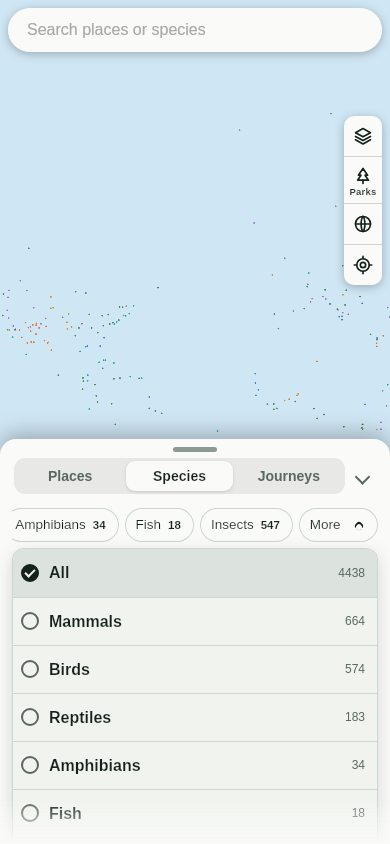 Search places or species
Parks
Places Species Journeys
Amphibians 34 Fish 18 Insects 547 More
All 4438
Mammals 664
Birds 574
Reptiles 183
Amphibians 34
Fish 18